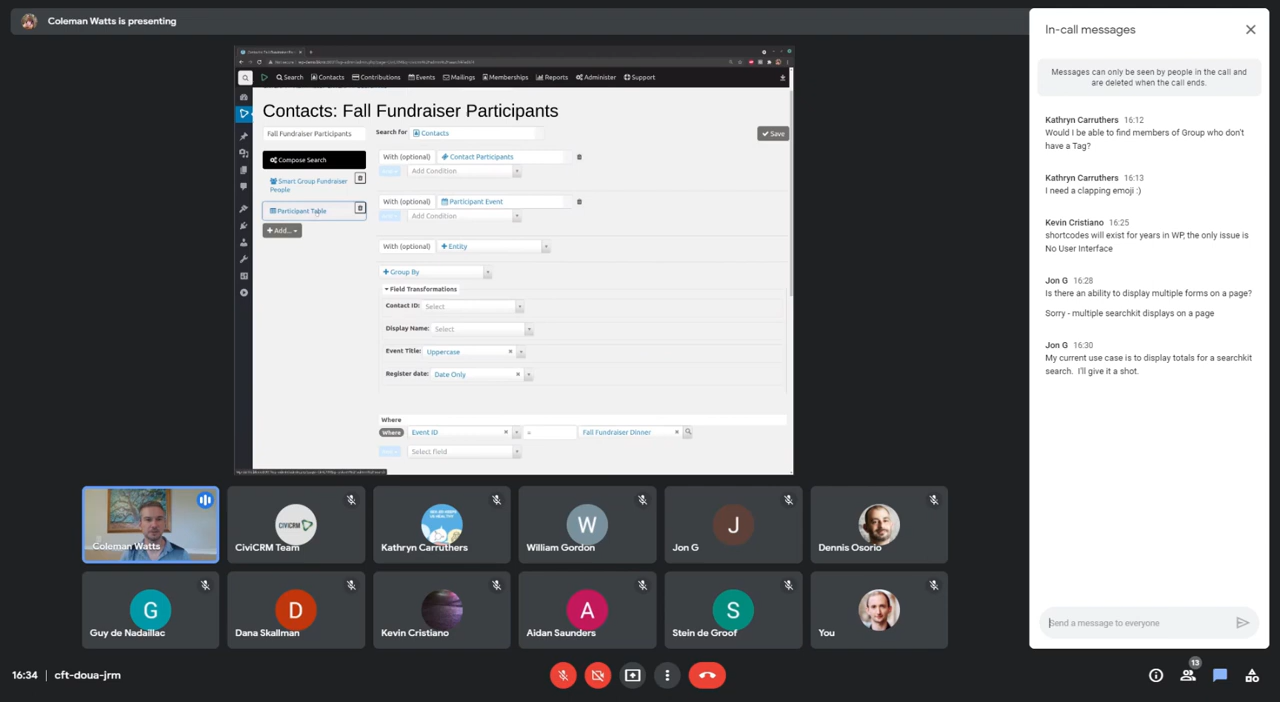 Coleman Watts is presenting
Search
Contacts
Contributions
Events
Mailings
Memberships
Reports
Administer
Support
Contacts: Fall Fundraiser Participants
Fall Fundraiser Participants
Search for
Contacts
Save
Compose Search
Smart Group Fundraiser
People
Participant Table
Add...
With (optional)
Contact Participants
Add Condition
With (optional)
Participant Event
Add Condition
With (optional)
Entity
Group By
Field Transformations
Contact ID:
Select
Display Name:
Select
Event Title:
Uppercase
Register date:
Date Only
Where
Where
Event ID
=
Fall Fundraiser Dinner
Select Field
Coleman Watts
CIVICRM
CiviCRM Team
Kathryn Carruthers
W
William Gordon
J
Jon G
Dennis Osorio
G
Guy de Nadaillac
D
Dana Skallman
Kevin Cristiano
A
Aidan Saunders
S
Stein de Groof
You
16:34 | cft-doua-jrm
In-call messages
Messages can only be seen by people in the call and
are deleted when the call ends.
Kathryn Carruthers 16:12
Would I be able to find members of Group who don't
have a Tag?
Kathryn Carruthers 16:13
I need a clapping emoji :)
Kevin Cristiano 16:25
shortcodes will exist for years in WP, the only issue is
No User Interface
Jon G 16:28
Is there an ability to display multiple forms on a page?
Sorry - multiple searchkit displays on a page
Jon G 16:30
My current use case is to display totals for a searchkit
search. I'll give it a shot.
Send a message to everyone
13